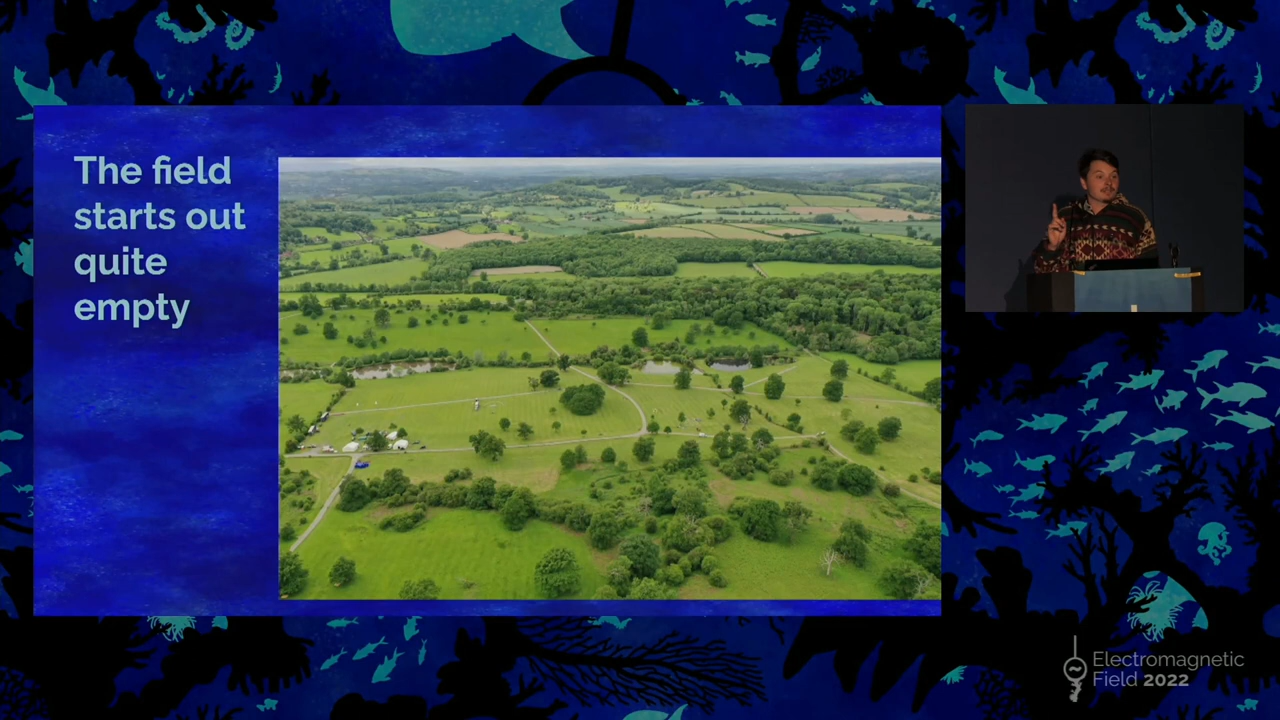 The field
starts out
quite
empty
Electromagnetic
Field 2022